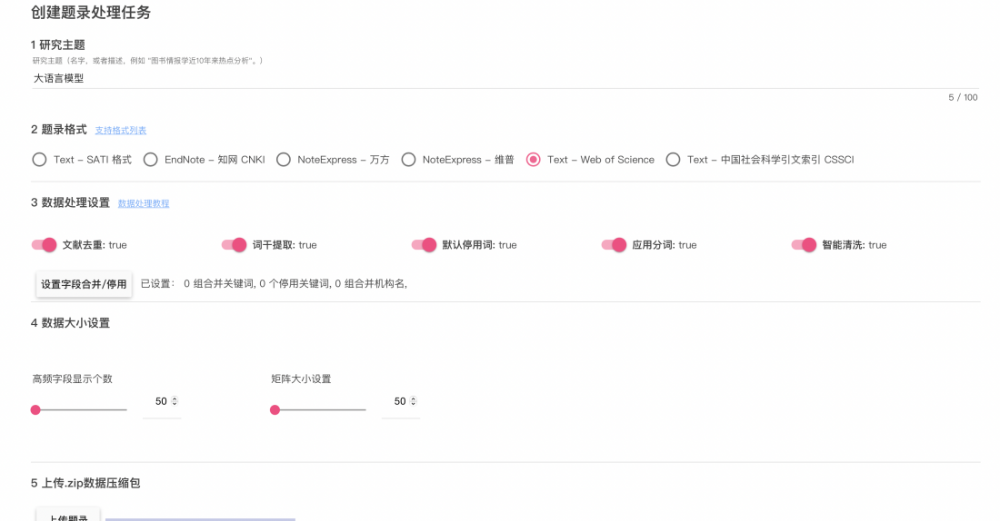 创建题录处理任务
1 研究主题
研究主题（名字，或者描述，例如 "图书情报学近10年来热点分析"。）
大语言模型
5 / 100
2 题录格式 支持格式列表
Text – SATI 格式 EndNote – 知网 CNKI NoteExpress – 万方 NoteExpress – 维普 Text – Web of Science Text – 中国社会科学引文索引 CSSCI
3 数据处理设置 数据处理教程
文献去重: true 词干提取: true 默认停用词: true 应用分词: true 智能清洗: true
设置字段合并/停用 已设置： 0 组合并关键词, 0 个停用关键词, 0 组合并机构名,
4 数据大小设置
高频字段显示个数 矩阵大小设置
50 50
5 上传.zip数据压缩包
上传题录